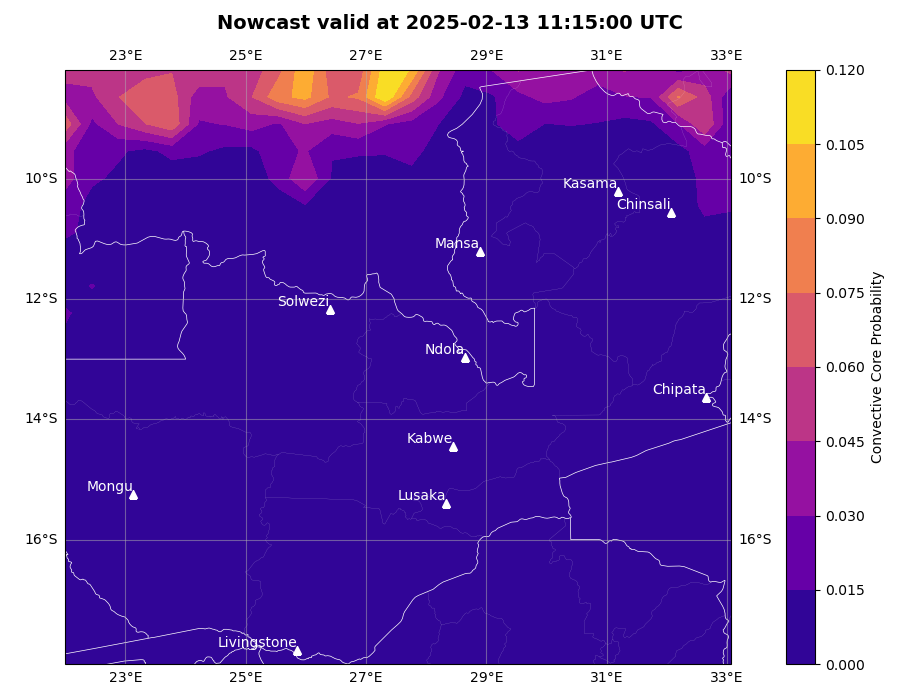 Nowcast valid at 2025-02-13 11:15:00 UTC
23°E 25°E 27°E 29°E 31°E 33°E
0.120
0.105
10°S Kasama 10°S
Chinsali
0.090
Mansa
0.075
12°S 12°S
Solwezi
Ndola
0.060
Chipata
14°S 14°S
Kabwe
0.045
Mongu
Lusaka
0.030
16°S 16°S
0.015
Livingstone
0.000
23°E 25°E 27°E 29°E 31°E 33°E
Convective Core Probability